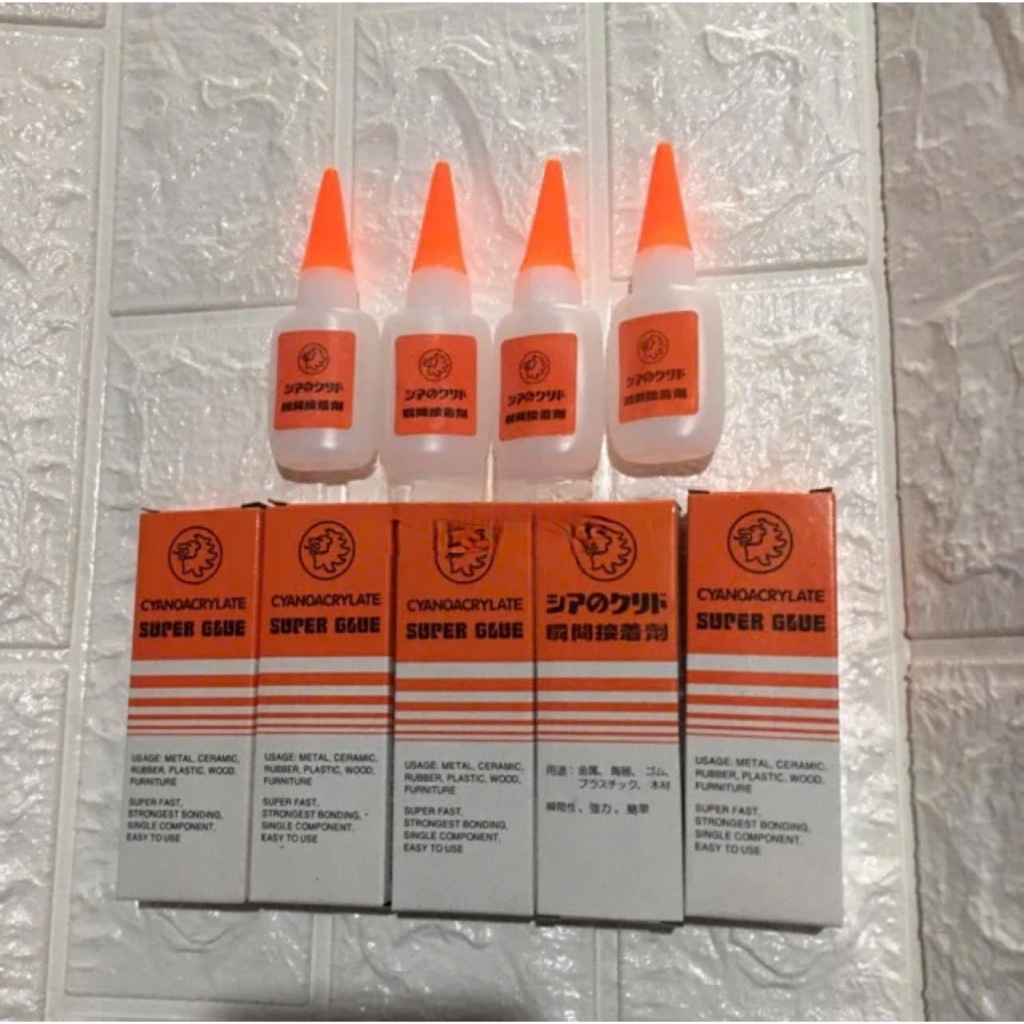 シアのクリド
瞬間接着剤
シアのクリド
瞬間接着剤
シアのクリド
瞬間接着剤
シアのクリド
瞬間接着剤
CYANOACRYLATE
SUPER GLUE
USAGE: METAL, CERAMIC,
RUBBER, PLASTIC, WOOD,
FURNITURE
SUPER FAST,
STRONGEST BONDING,
SINGLE COMPONENT,
EASY TO USE
CYANOACRYLATE
SUPER GLUE
USAGE: METAL, CERAMIC,
RUBBER, PLASTIC, WOOD,
FURNITURE
SUPER FAST,
STRONGEST BONDING,
SINGLE COMPONENT,
EASY TO USE
CYANOACRYLATE
SUPER GLUE
USAGE: METAL, CERAMIC,
RUBBER, PLASTIC, WOOD,
FURNITURE
SUPER FAST,
STRONGEST BONDING,
SINGLE COMPONENT,
EASY TO USE
シアのクリド
瞬間接着剤
用途：金属、陶器、ゴム、
プラスチック、木材
瞬間性、強力、簡単
CYANOACRYLATE
SUPER GLUE
USAGE: METAL, CERAMIC,
RUBBER, PLASTIC, WOOD,
FURNITURE
SUPER FAST,
STRONGEST BONDING,
SINGLE COMPONENT,
EASY TO USE